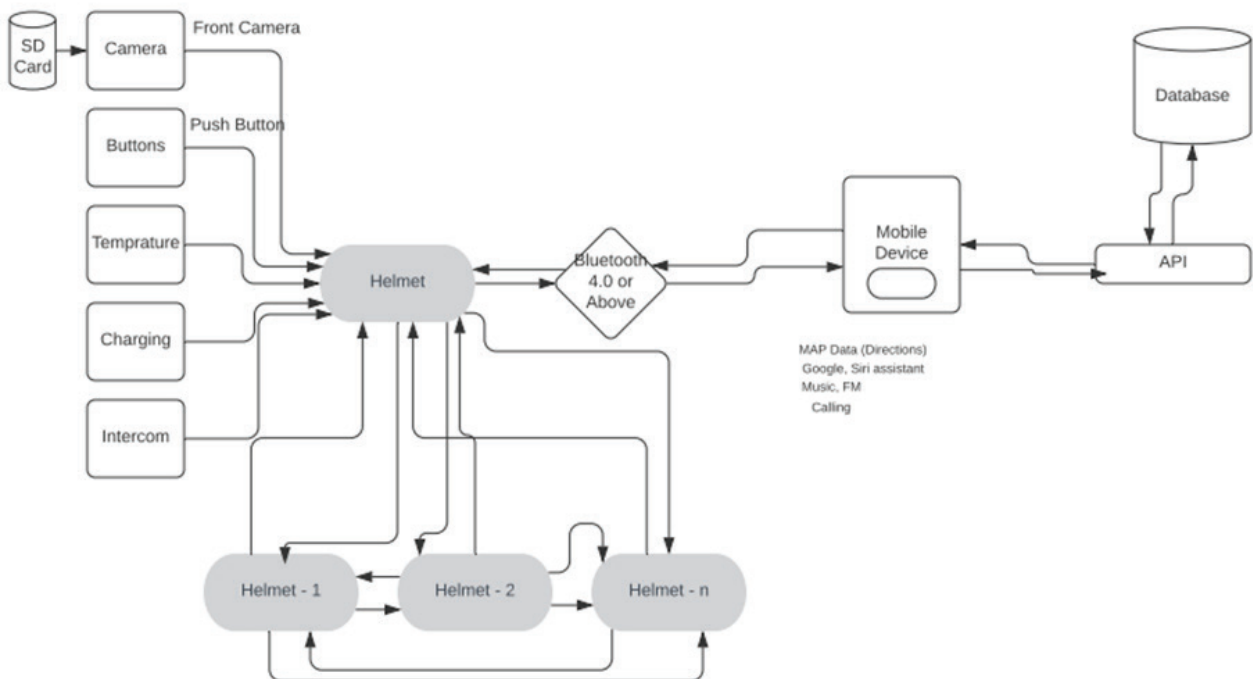 Front Camera
SD
Card
Camera
Push Button
Buttons
Temprature
Charging
Intercom
Helmet
Bluetooth
4.0 or
Above
Mobile
Device
MAP Data (Directions)
Google, Siri assistant
Music, FM
Calling
Database
API
Helmet - 1
Helmet - 2
Helmet - n